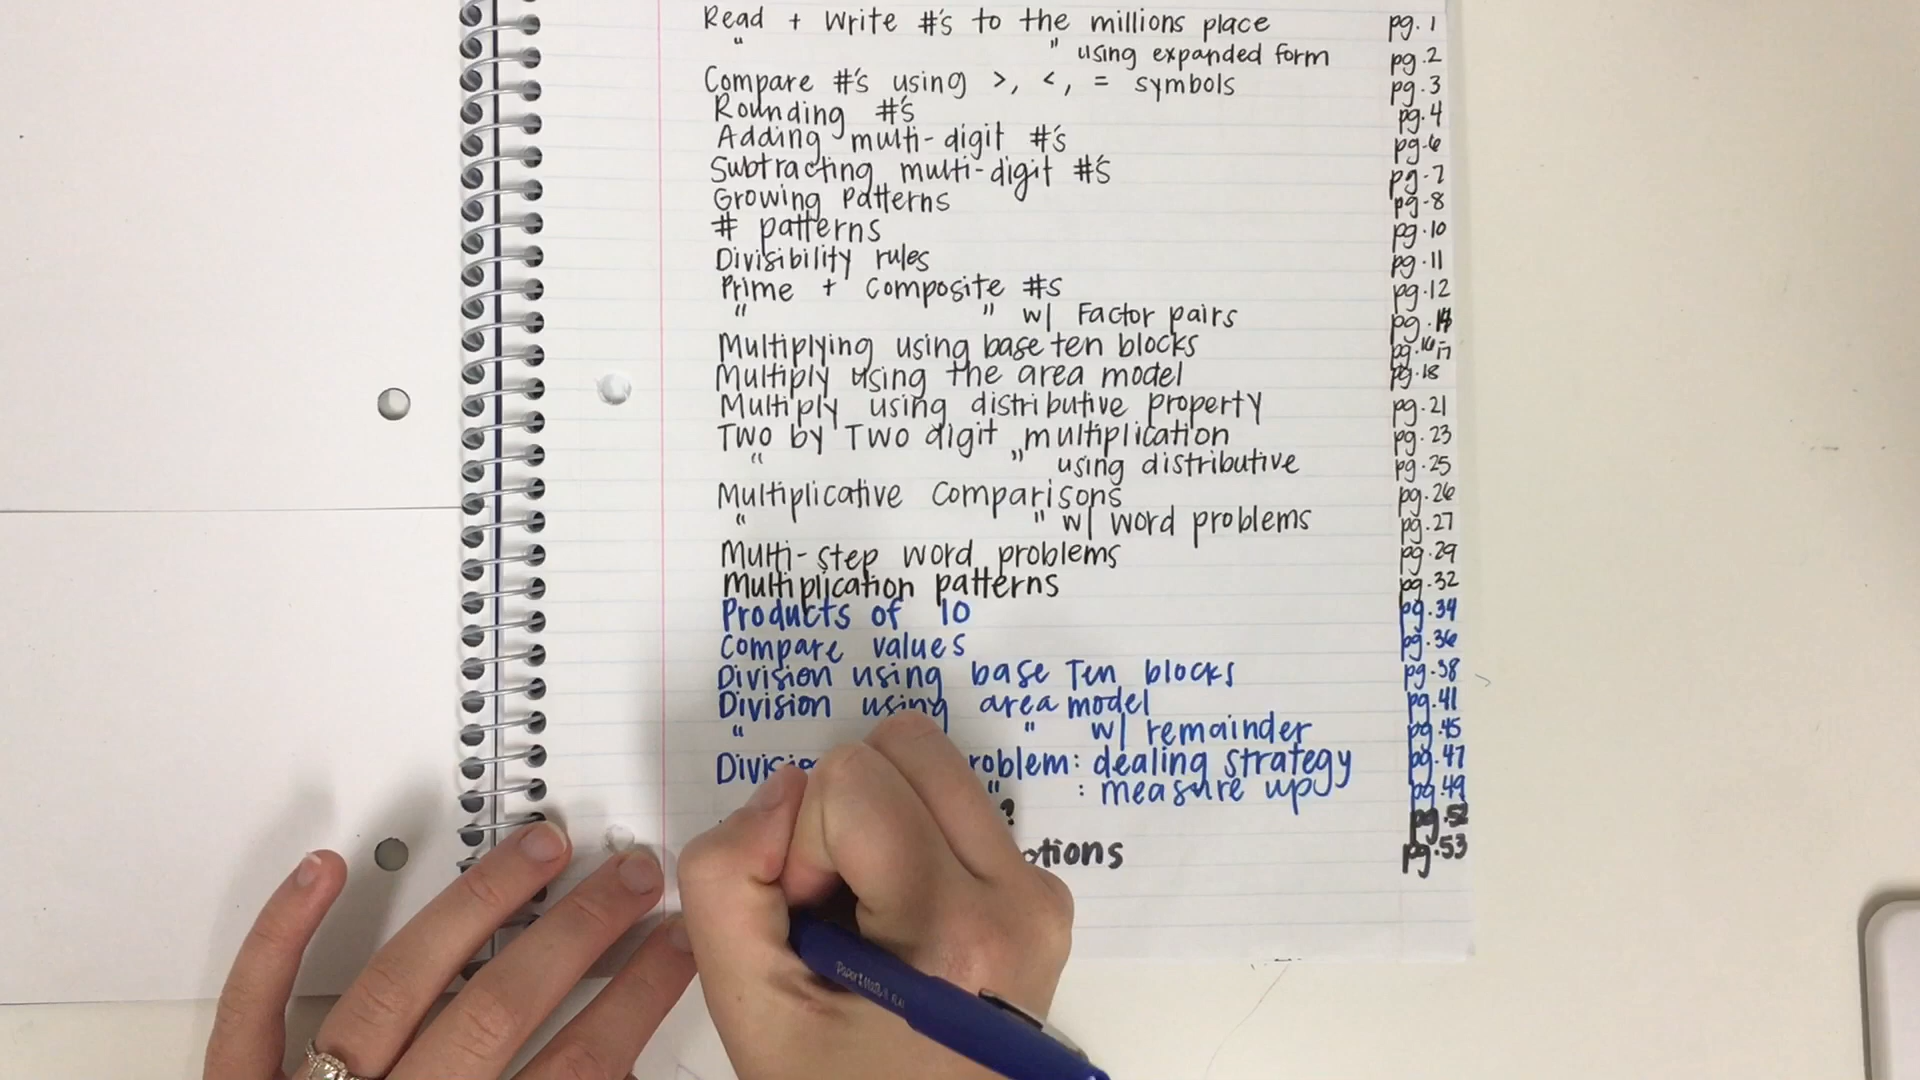 Read + Write #'s to the millions place pg. 1
" " using expanded form pg. 2
Compare #'s using >, <, = symbols pg. 3
Rounding #'s pg. 4
Adding multi-digit #'s pg. 6
Subtracting multi-digit #'s pg. 7
Growing Patterns pg. 8
# patterns pg. 10
Divisibility rules pg. 11
Prime + Composite #s pg. 12
" " w/ Factor pairs pg. 14
Multiplying using base ten blocks pg. 16 17
Multiply using the area model pg. 18
Multiply using distributive property pg. 21
Two by Two digit multiplication pg. 23
" " using distributive pg. 25
Multiplicative Comparisons pg. 26
" " w/ word problems pg. 27
Multi-step word problems pg. 29
Multiplication patterns pg. 32
Products of 10 pg. 34
Compare values pg. 36
Division using base Ten blocks pg. 38
Division using area model pg. 41
" " w/ remainder pg. 45
: dealing strategy pg. 47
" : measure up pg. 49
? pg. 52
pg. 53